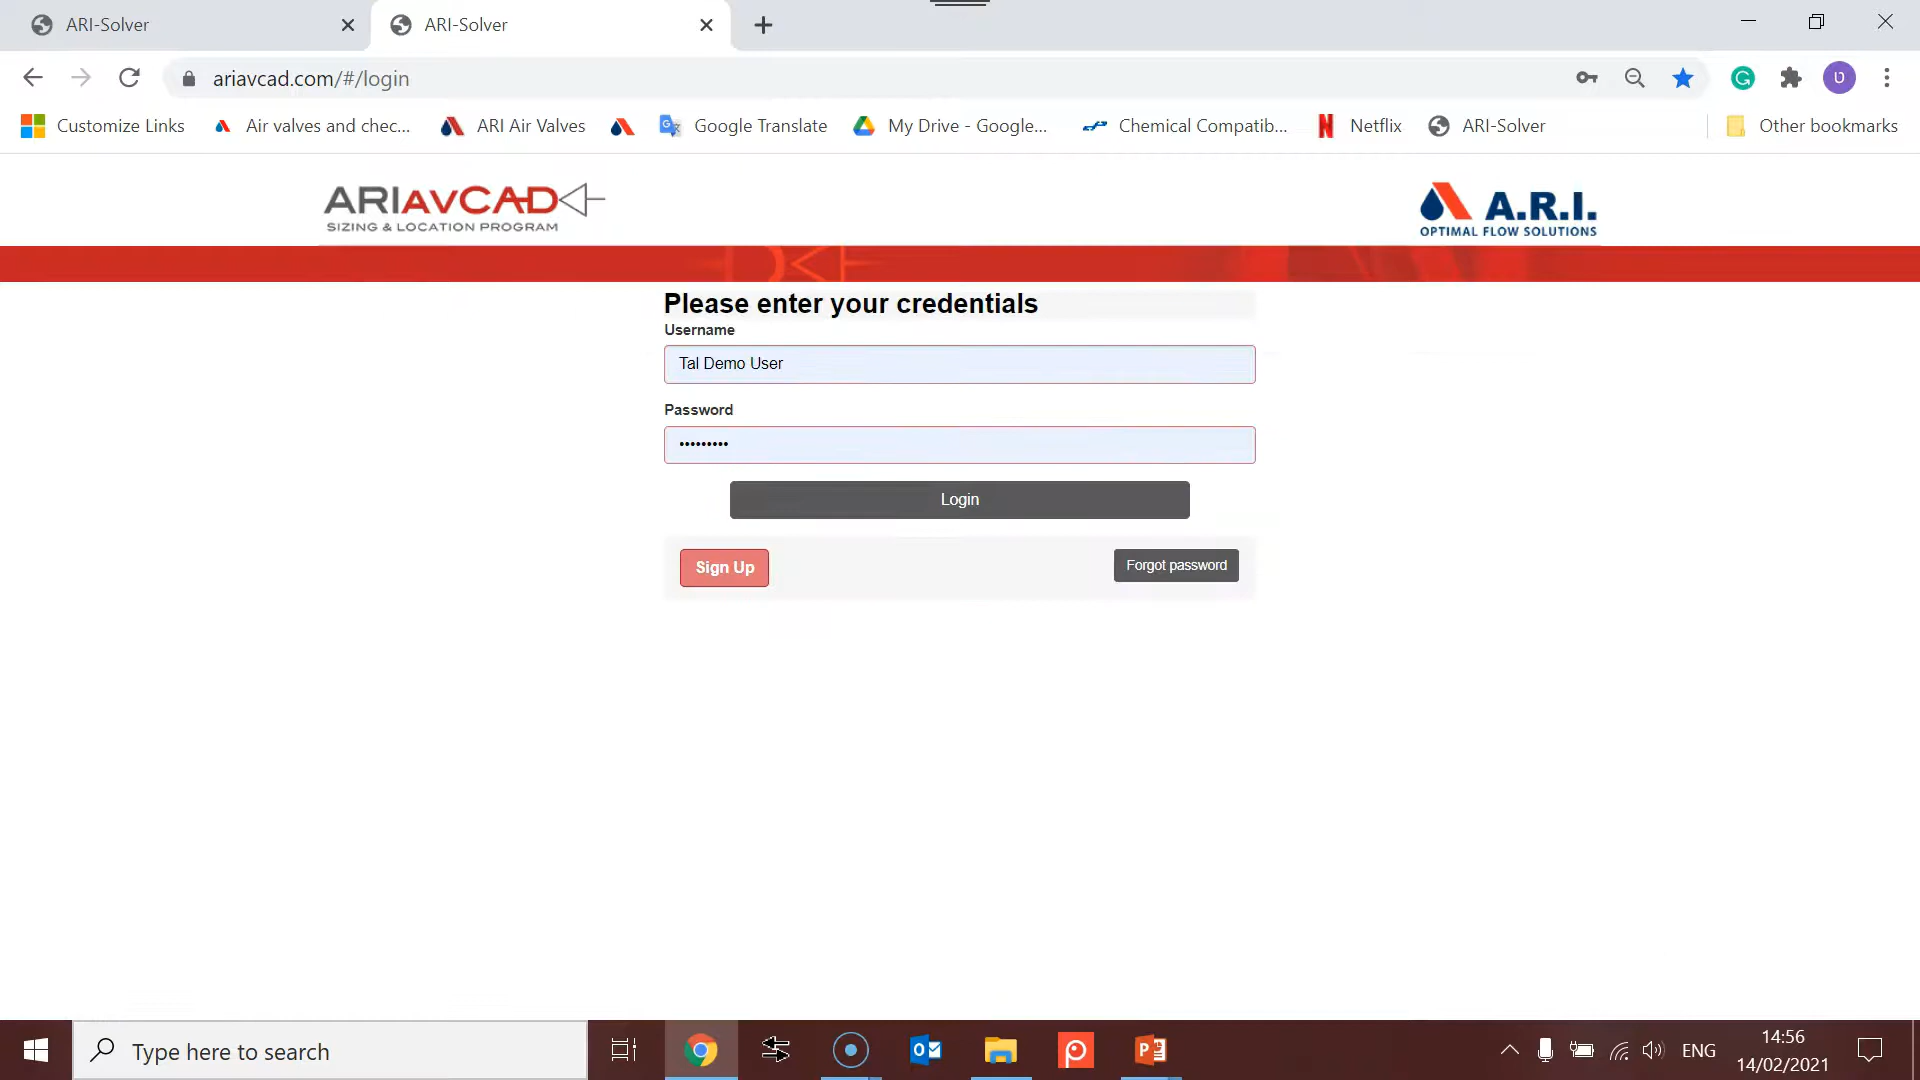 ARI-Solver
ARI-Solver
ariavcad.com/#/login
Customize Links
Air valves and chec...
ARI Air Valves
Google Translate
My Drive - Google...
Chemical Compatib...
Netflix
ARI-Solver
Other bookmarks
ARIAVCAD
SIZING & LOCATION PROGRAM
A.R.I.
OPTIMAL FLOW SOLUTIONS
Please enter your credentials
Username
Tal Demo User
Password
•••••••••
Login
Sign Up
Forgot password
Type here to search
ENG
14:56
14/02/2021